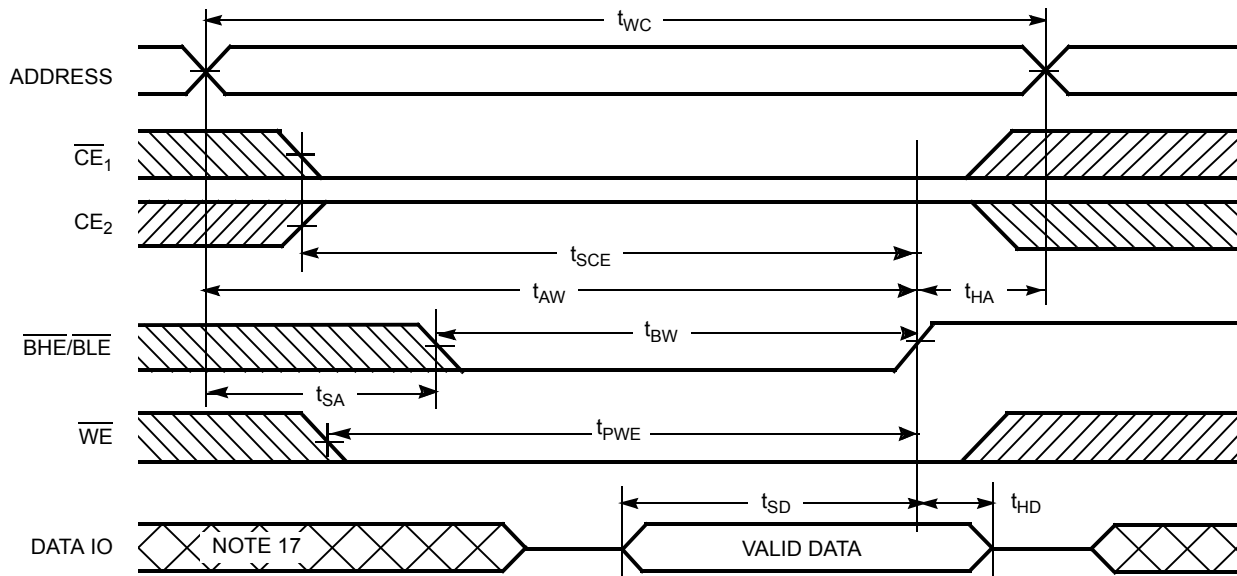 tWC
ADDRESS
CE1
CE2
tSCE
tAW
tHA
BHE/BLE
tBW
tSA
WE
tPWE
tSD
tHD
DATA IO
NOTE 17
VALID DATA